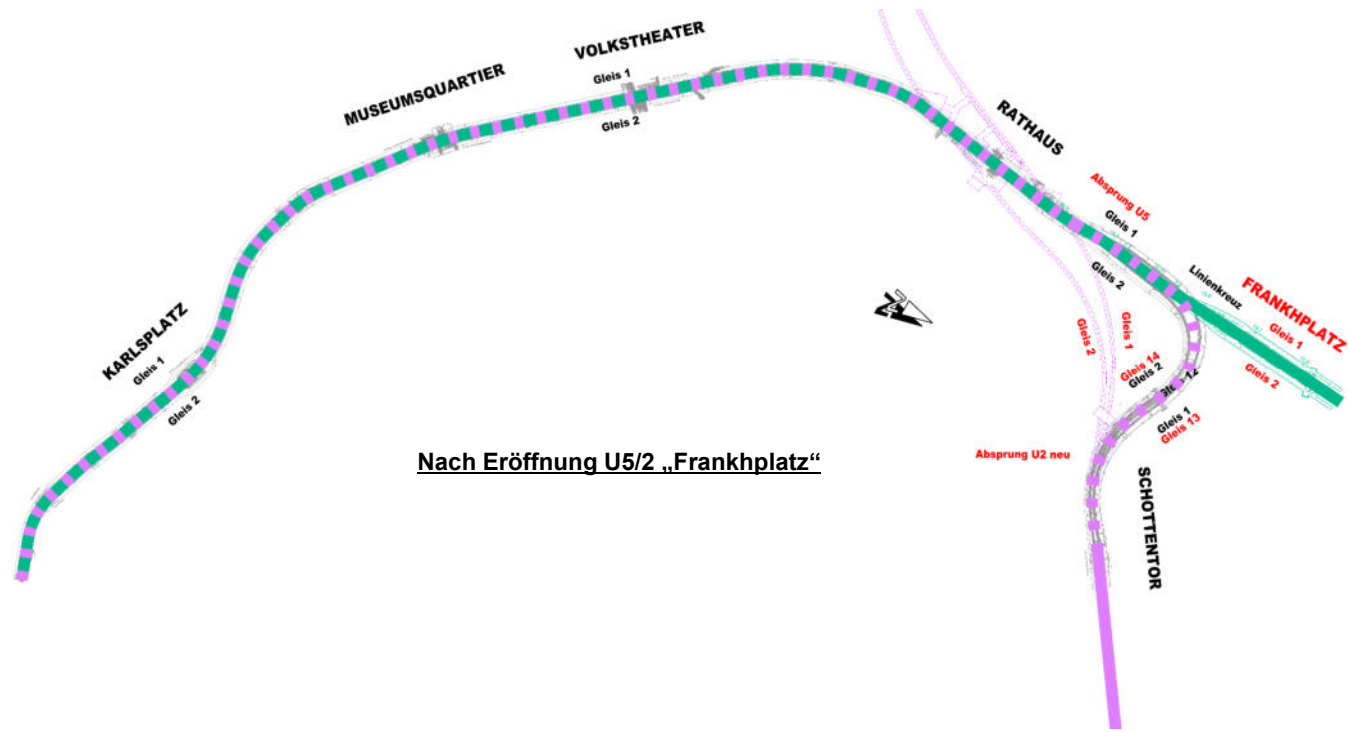 VOLKSTHEATER
Gleis 1
Gleis 2
MUSEUMSQUARTIER
RATHAUS
Absprung U5
Gleis 1
Gleis 2
Linienkreuz
FRANKHPLATZ
Gleis 1
Gleis 2
KARLSPLATZ
Gleis 1
Gleis 2
N
Gleis 2
Gleis 1
Gleis 14
Gleis 2
Gleis 12
Gleis 1
Gleis 13
Absprung U2 neu
Nach Eröffnung U5/2 „Frankhplatz“
SCHOTTENTOR